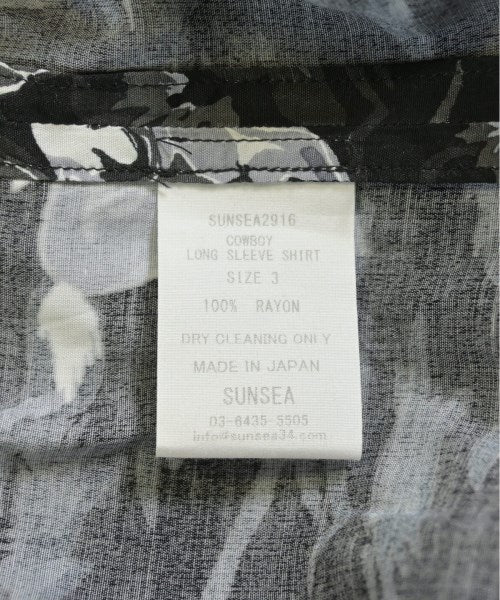 SUNSEA2916
COWBOY
LONG SLEEVE SHIRT
SIZE 3
100% RAYON
DRY CLEANING ONLY
MADE IN JAPAN
SUNSEA
03-6435-5505
info@sunsea34.com